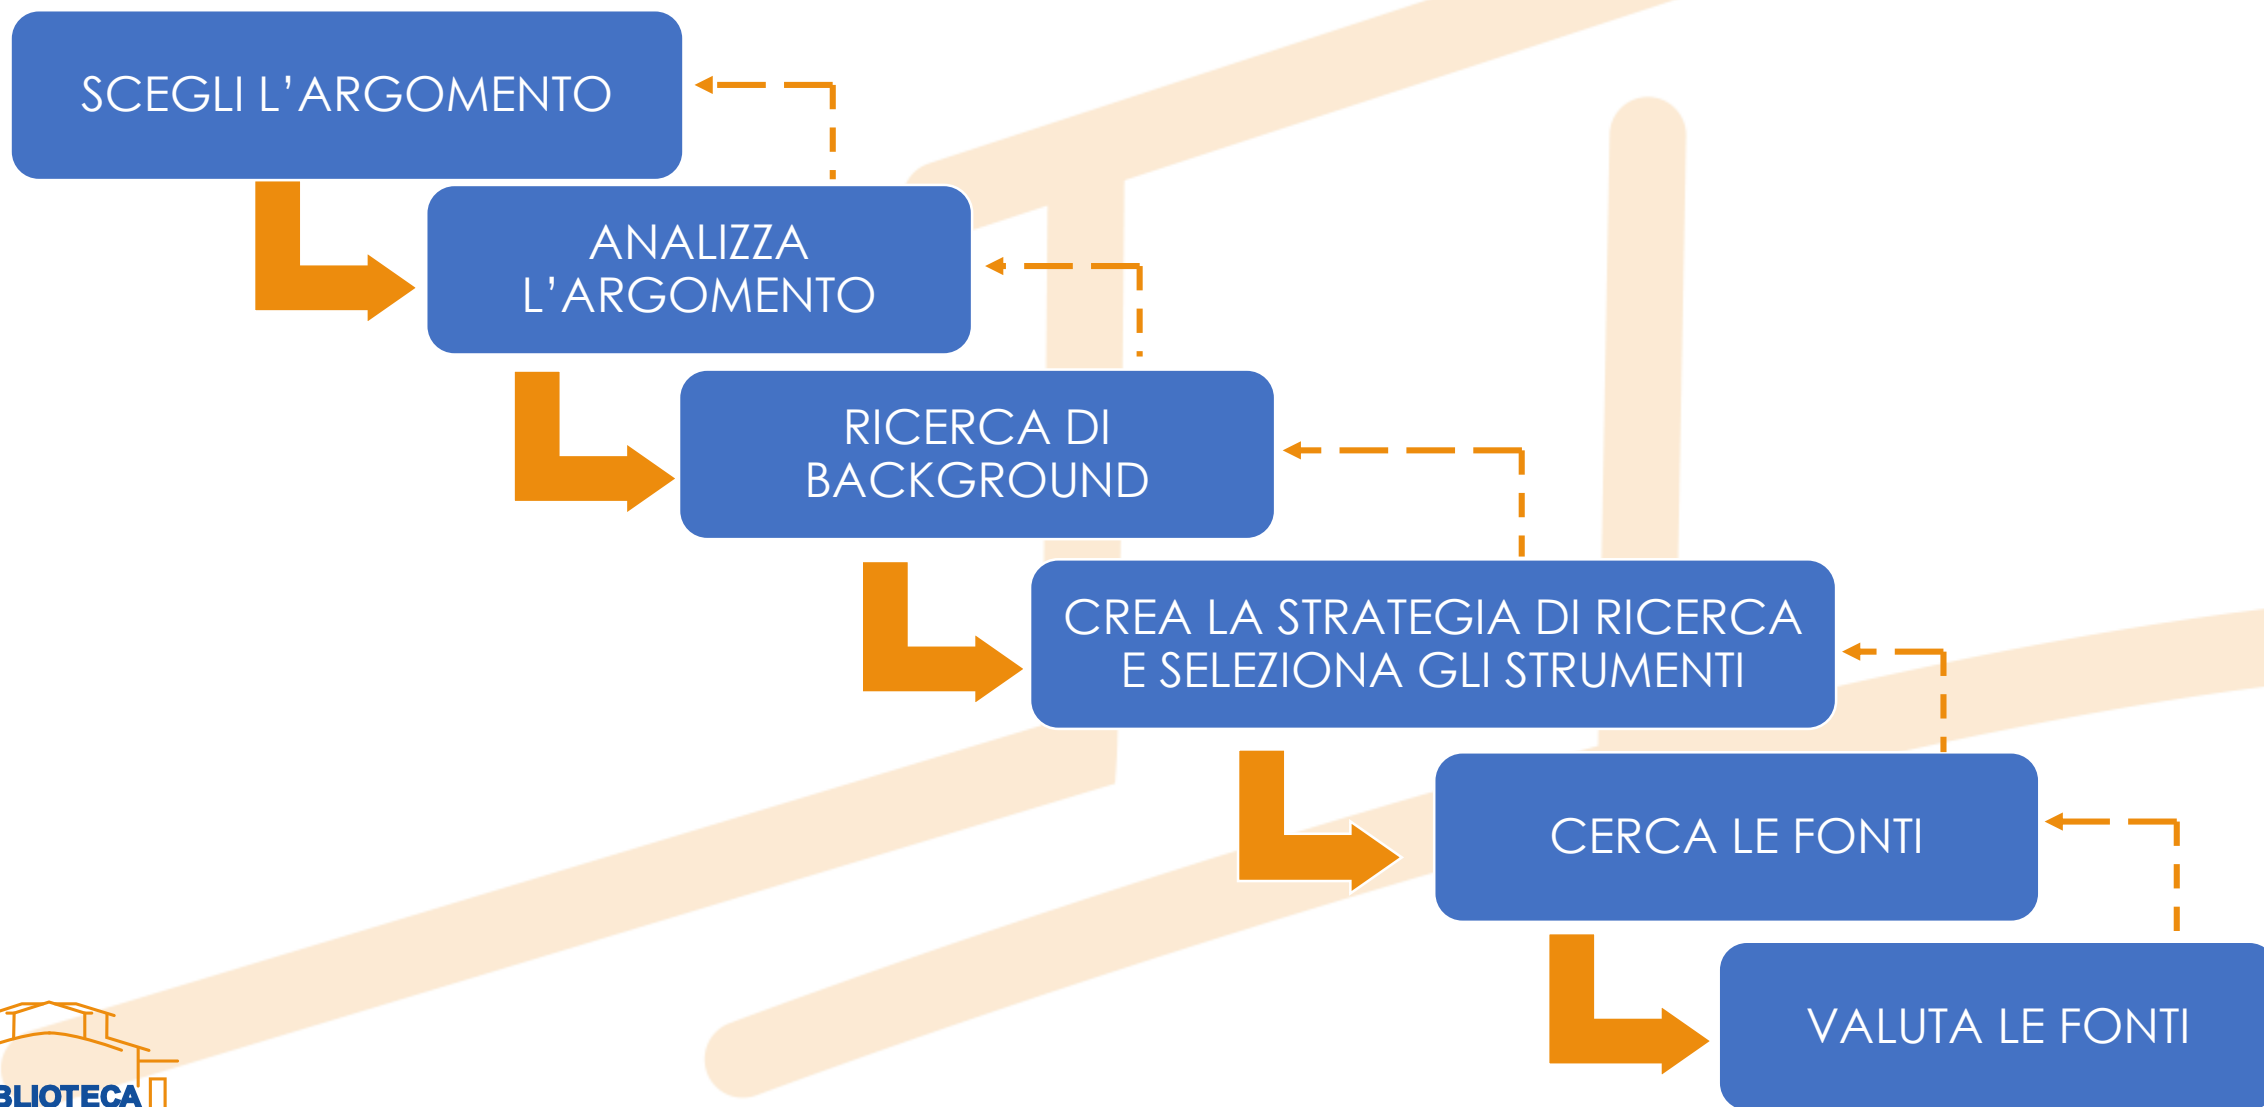 SCEGLI L’ARGOMENTO
ANALIZZA
L’ARGOMENTO
RICERCA DI
BACKGROUND
CREA LA STRATEGIA DI RICERCA
E SELEZIONA GLI STRUMENTI
CERCA LE FONTI
VALUTA LE FONTI
BLIOTECA